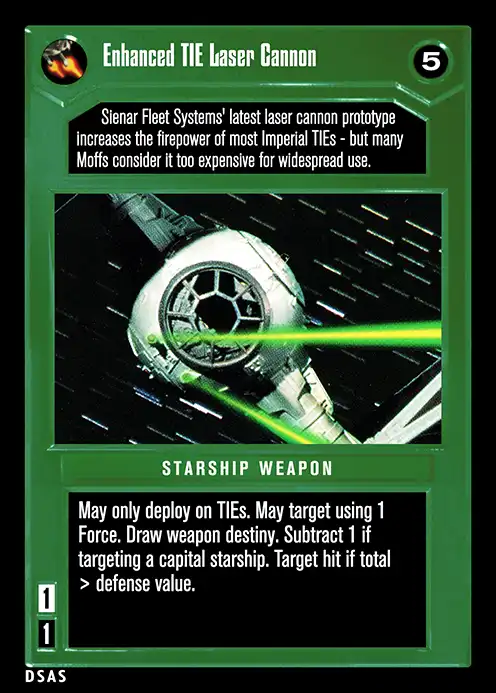 Enhanced TIE Laser Cannon
5
Sienar Fleet Systems' latest laser cannon prototype
increases the firepower of most Imperial TIEs - but many
Moffs consider it too expensive for widespread use.
STARSHIP WEAPON
May only deploy on TIEs. May target using 1
Force. Draw weapon destiny. Subtract 1 if
targeting a capital starship. Target hit if total
> defense value.
1
1
DSAS